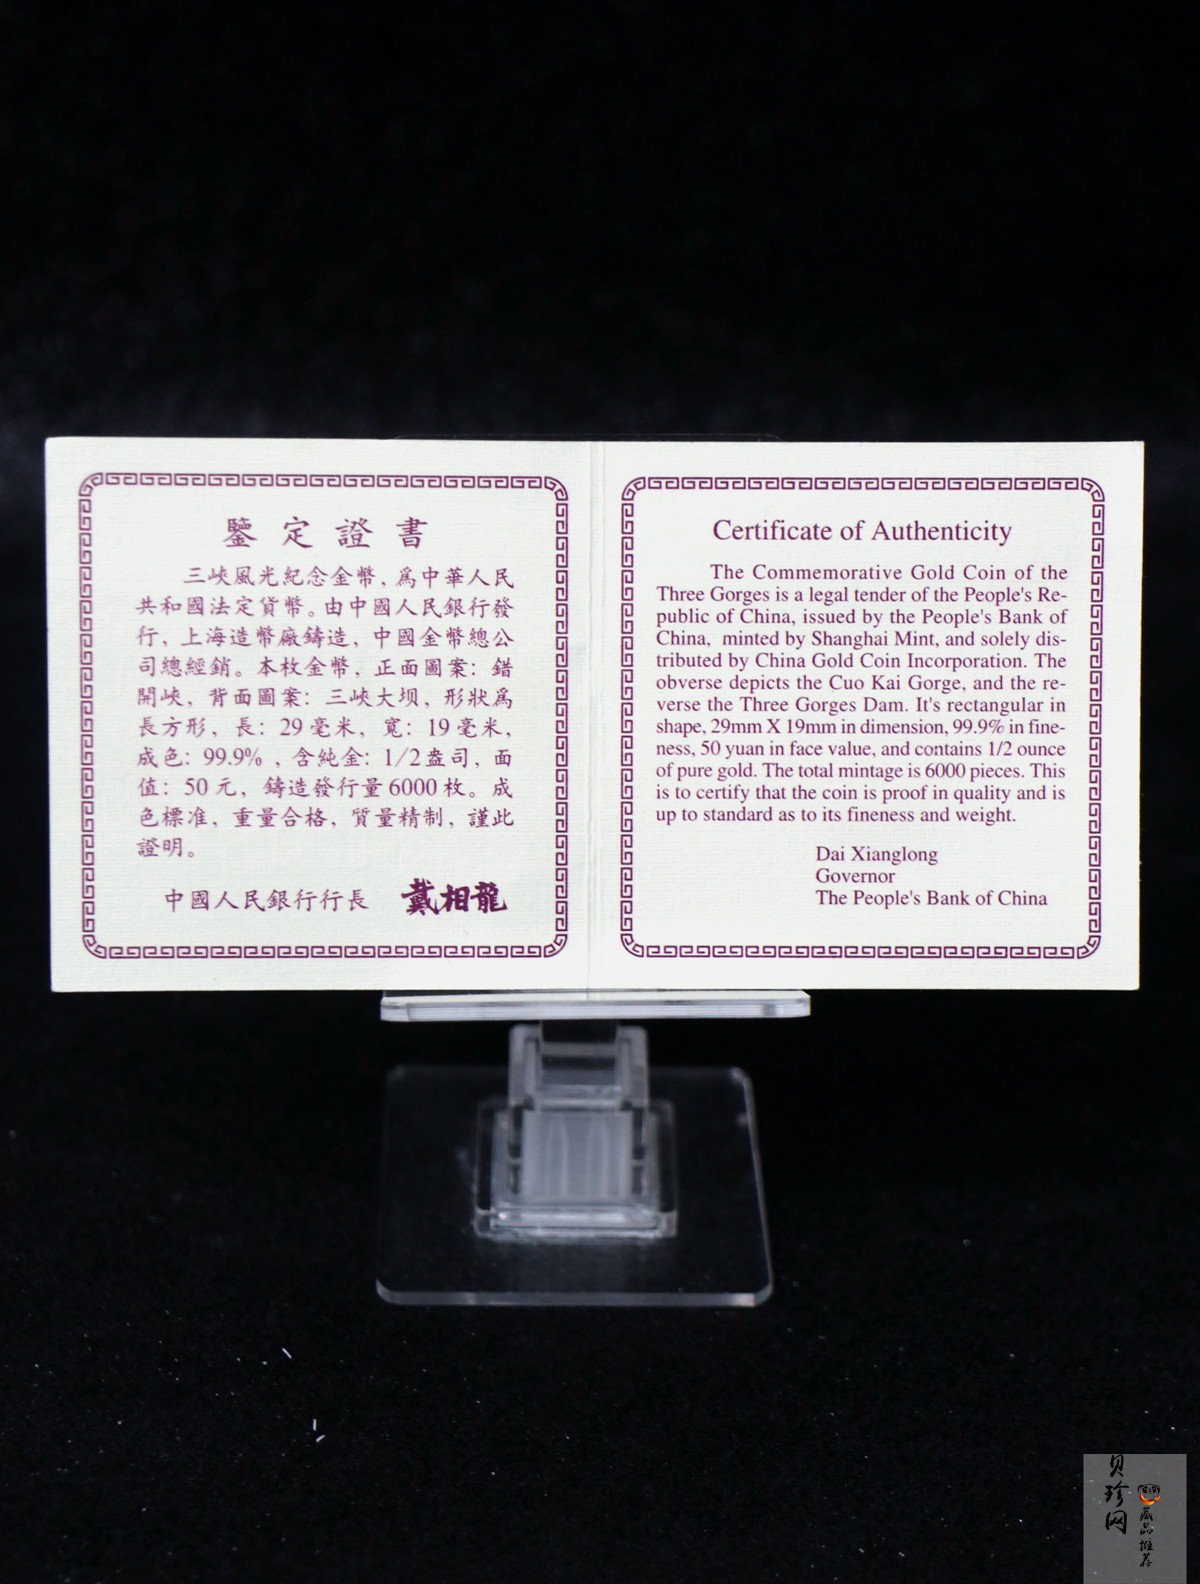 鑒定證書
三峽風光紀念金幣，爲中華人民
共和國法定貨幣。由中國人民銀行發
行，上海造幣廠鑄造，中國金幣總公
司總經銷。本枚金幣，正面圖案：錯
開峽，背面圖案：三峽大坝，形狀爲
長方形，長：29毫米，寬：19毫米，
成色：99.9%，含純金：1/2盎司，面
值：50元，鑄造發行量6000枚。成
色標准，重量合格，質量精制，謹此
證明。
中國人民銀行行長 戴相龍
Certificate of Authenticity
The Commemorative Gold Coin of the
Three Gorges is a legal tender of the People's Re-
public of China, issued by the People's Bank of
China, minted by Shanghai Mint, and solely dis-
tributed by China Gold Coin Incorporation. The
obverse depicts the Cuo Kai Gorge, and the re-
verse the Three Gorges Dam. It's rectangular in
shape, 29mm X 19mm in dimension, 99.9% in fine-
ness, 50 yuan in face value, and contains 1/2 ounce
of pure gold. The total mintage is 6000 pieces. This
is to certify that the coin is proof in quality and is
up to standard as to its fineness and weight.
Dai Xianglong
Governor
The People's Bank of China
贝珍网
藏品推荐